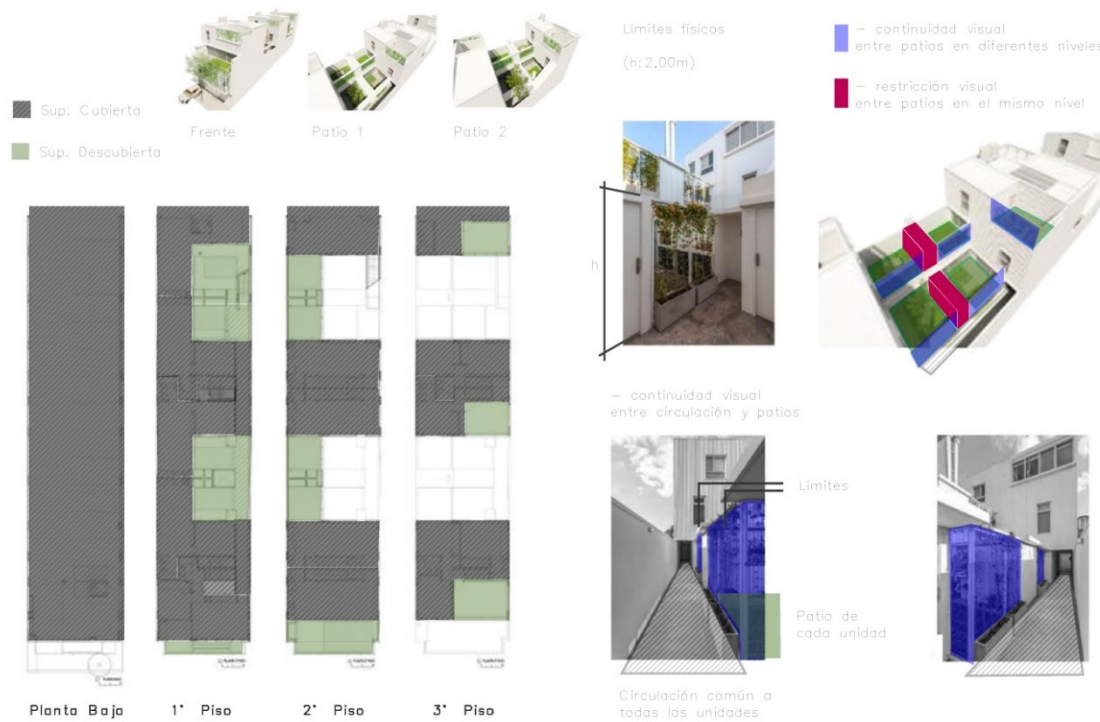 Sup. Cubierta
Sup. Descubierta
Frente
Patio 1
Patio 2
Planta Baja
1° Piso
2° Piso
3° Piso
Límites físicos
(h: 2,00m)
h
– continuidad visual
entre patios en diferentes niveles
– restricción visual
entre patios en el mismo nivel
– continuidad visual
entre circulación y patios
Límites
Patio de
cada unidad
Circulación común a
todas las unidades